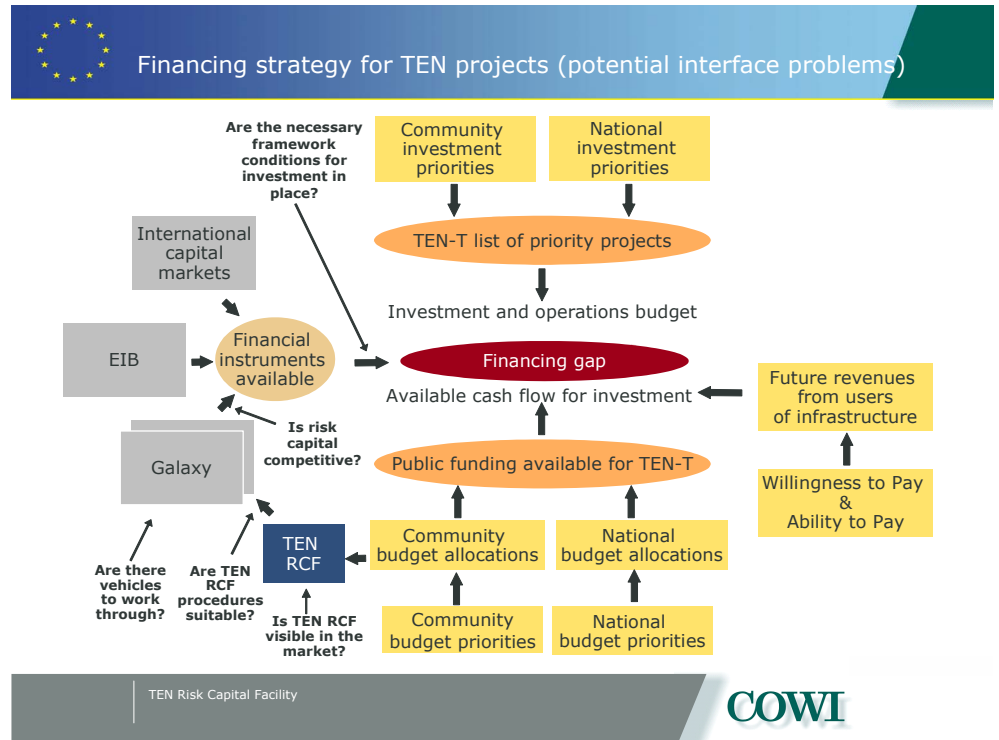 Financing strategy for TEN projects (potential interface problems)
Are the necessary
framework
conditions for
investment in
place?
Community
investment
priorities
National
investment
priorities
International
capital
markets
TEN-T list of priority projects
Investment and operations budget
EIB
Financial
instruments
available
Financing gap
Available cash flow for investment
Future revenues
from users
of infrastructure
Is risk
capital
competitive?
Galaxy
Public funding available for TEN-T
Willingness to Pay
&
Ability to Pay
TEN
RCF
Community
budget allocations
National
budget allocations
Are there
vehicles
to work
through?
Are TEN
RCF
procedures
suitable?
Is TEN RCF
visible in the
market?
Community
budget priorities
National
budget priorities
TEN Risk Capital Facility
COWI